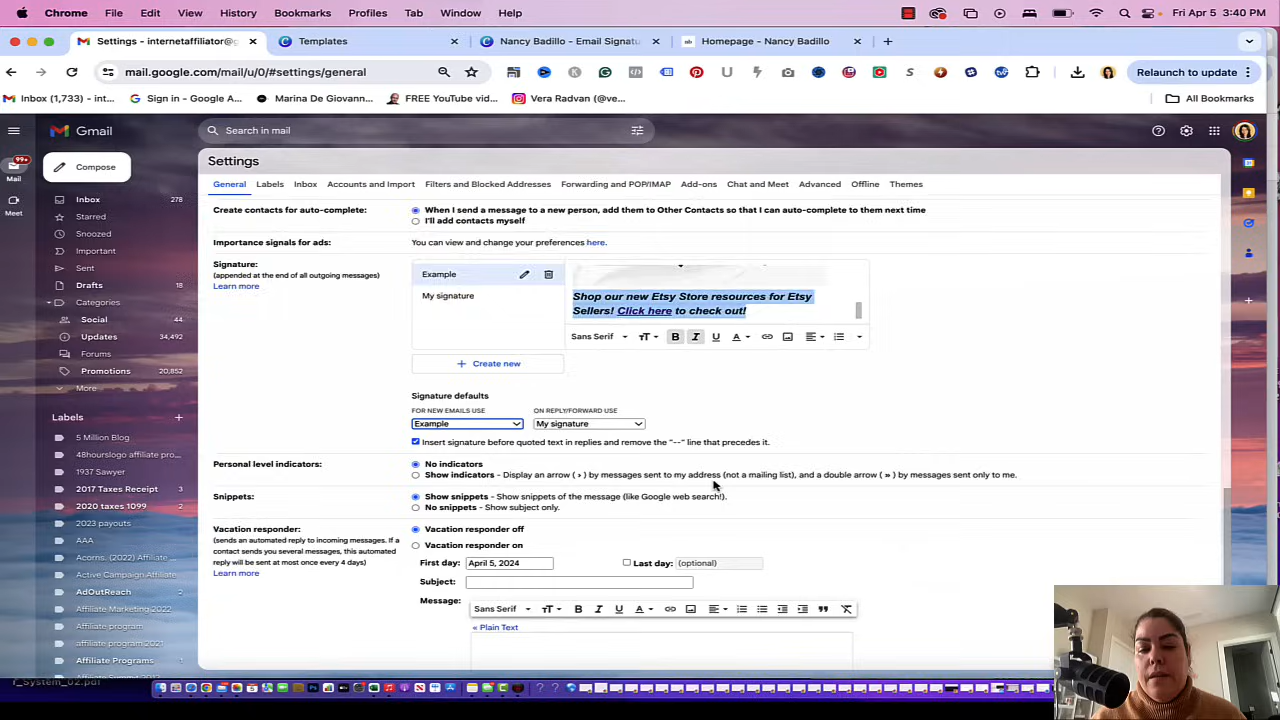 Chrome File Edit View History Bookmarks Profiles Tab Window Help Fri Apr 5 3:40 PM
Settings - internetaffiliator@g Templates Nancy Badillo - Email Signatu Homepage - Nancy Badillo
mail.google.com/mail/u/0/#settings/general Relaunch to update
Inbox (1,733) - int... Sign in - Google A... Marina De Giovann... FREE YouTube vid... Vera Radvan (@ve... All Bookmarks
Gmail Search in mail
Settings
99+
Compose
Mail
General Labels Inbox Accounts and Import Filters and Blocked Addresses Forwarding and POP/IMAP Add-ons Chat and Meet Advanced Offline Themes
Meet
Inbox 278
Starred
Snoozed
Important
Sent
Drafts 8
Categories
Social 44
Updates 34,492
Forums
Promotions 20,852
More
Labels
5 Million Blog
48hourslogo affiliate pro...
1937 Sawyer
2017 Taxes Receipt 3
2020 taxes 1099 2
2023 payouts
AAA
Acorns. (2022) Affiliate ...
Active Campaign Affiliate
AdOutReach 2
Affiliate Marketing 2022
Affiliate program
affiliate program 2021
Affiliate Programs 1
Create contacts for auto-complete: When I send a message to a new person, add them to Other Contacts so that I can auto-complete to them next time
I'll add contacts myself
Importance signals for ads: You can view and change your preferences here.
Signature:
(appended at the end of all outgoing messages)
Learn more
Example
My signature
Shop our new Etsy Store resources for Etsy
Sellers! Click here to check out!
Sans Serif
Create new
Signature defaults
FOR NEW EMAILS USE ON REPLY/FORWARD USE
Example My signature
Insert signature before quoted text in replies and remove the "--" line that precedes it.
Personal level indicators: No indicators
Show indicators - Display an arrow ( › ) by messages sent to my address (not a mailing list), and a double arrow ( » ) by messages sent only to me.
Snippets: Show snippets - Show snippets of the message (like Google web search!).
No snippets - Show subject only.
Vacation responder:
(sends an automated reply to incoming messages. If a
contact sends you several messages, this automated
reply will be sent at most once every 4 days)
Learn more
Vacation responder off
Vacation responder on
First day: April 5, 2024 Last day: (optional)
Subject:
Message:
Sans Serif
« Plain Text
r_System_02.pdf